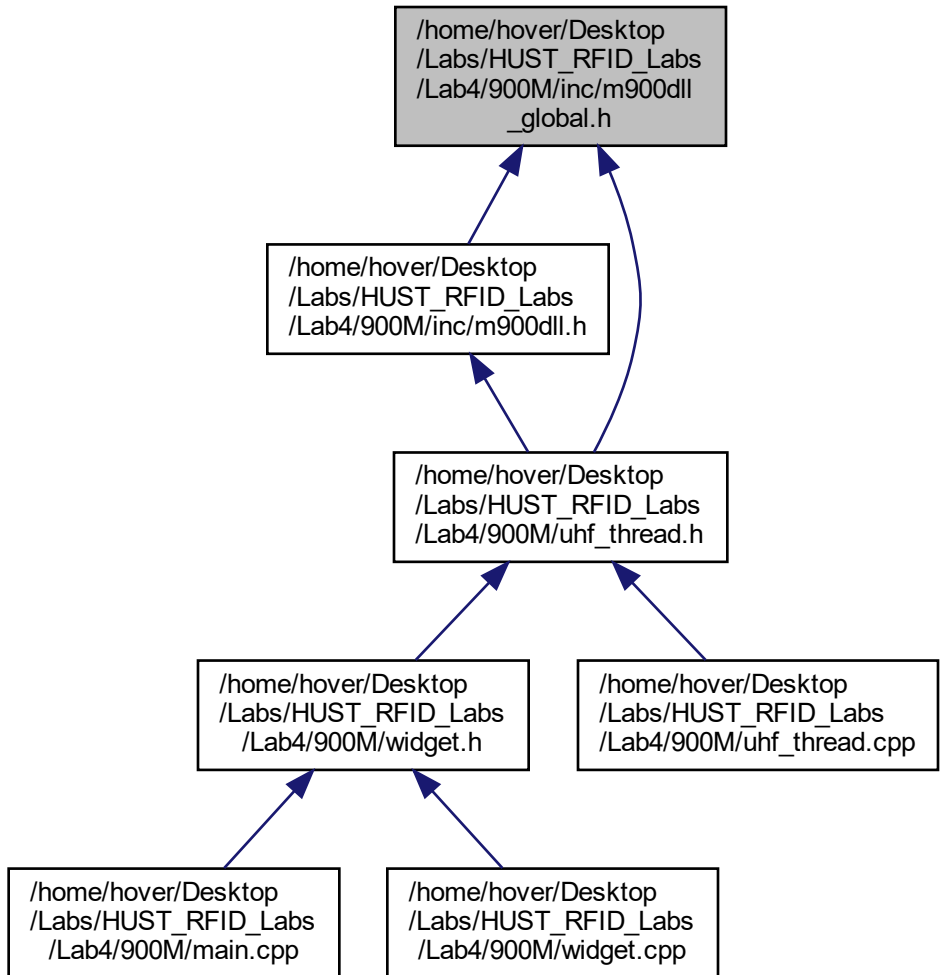 /home/hover/Desktop
/Labs/HUST_RFID_Labs
/Lab4/900M/inc/m900dll
_global.h
/home/hover/Desktop
/Labs/HUST_RFID_Labs
/Lab4/900M/inc/m900dll.h
/home/hover/Desktop
/Labs/HUST_RFID_Labs
/Lab4/900M/uhf_thread.h
/home/hover/Desktop
/Labs/HUST_RFID_Labs
/Lab4/900M/widget.h
/home/hover/Desktop
/Labs/HUST_RFID_Labs
/Lab4/900M/uhf_thread.cpp
/home/hover/Desktop
/Labs/HUST_RFID_Labs
/Lab4/900M/main.cpp
/home/hover/Desktop
/Labs/HUST_RFID_Labs
/Lab4/900M/widget.cpp